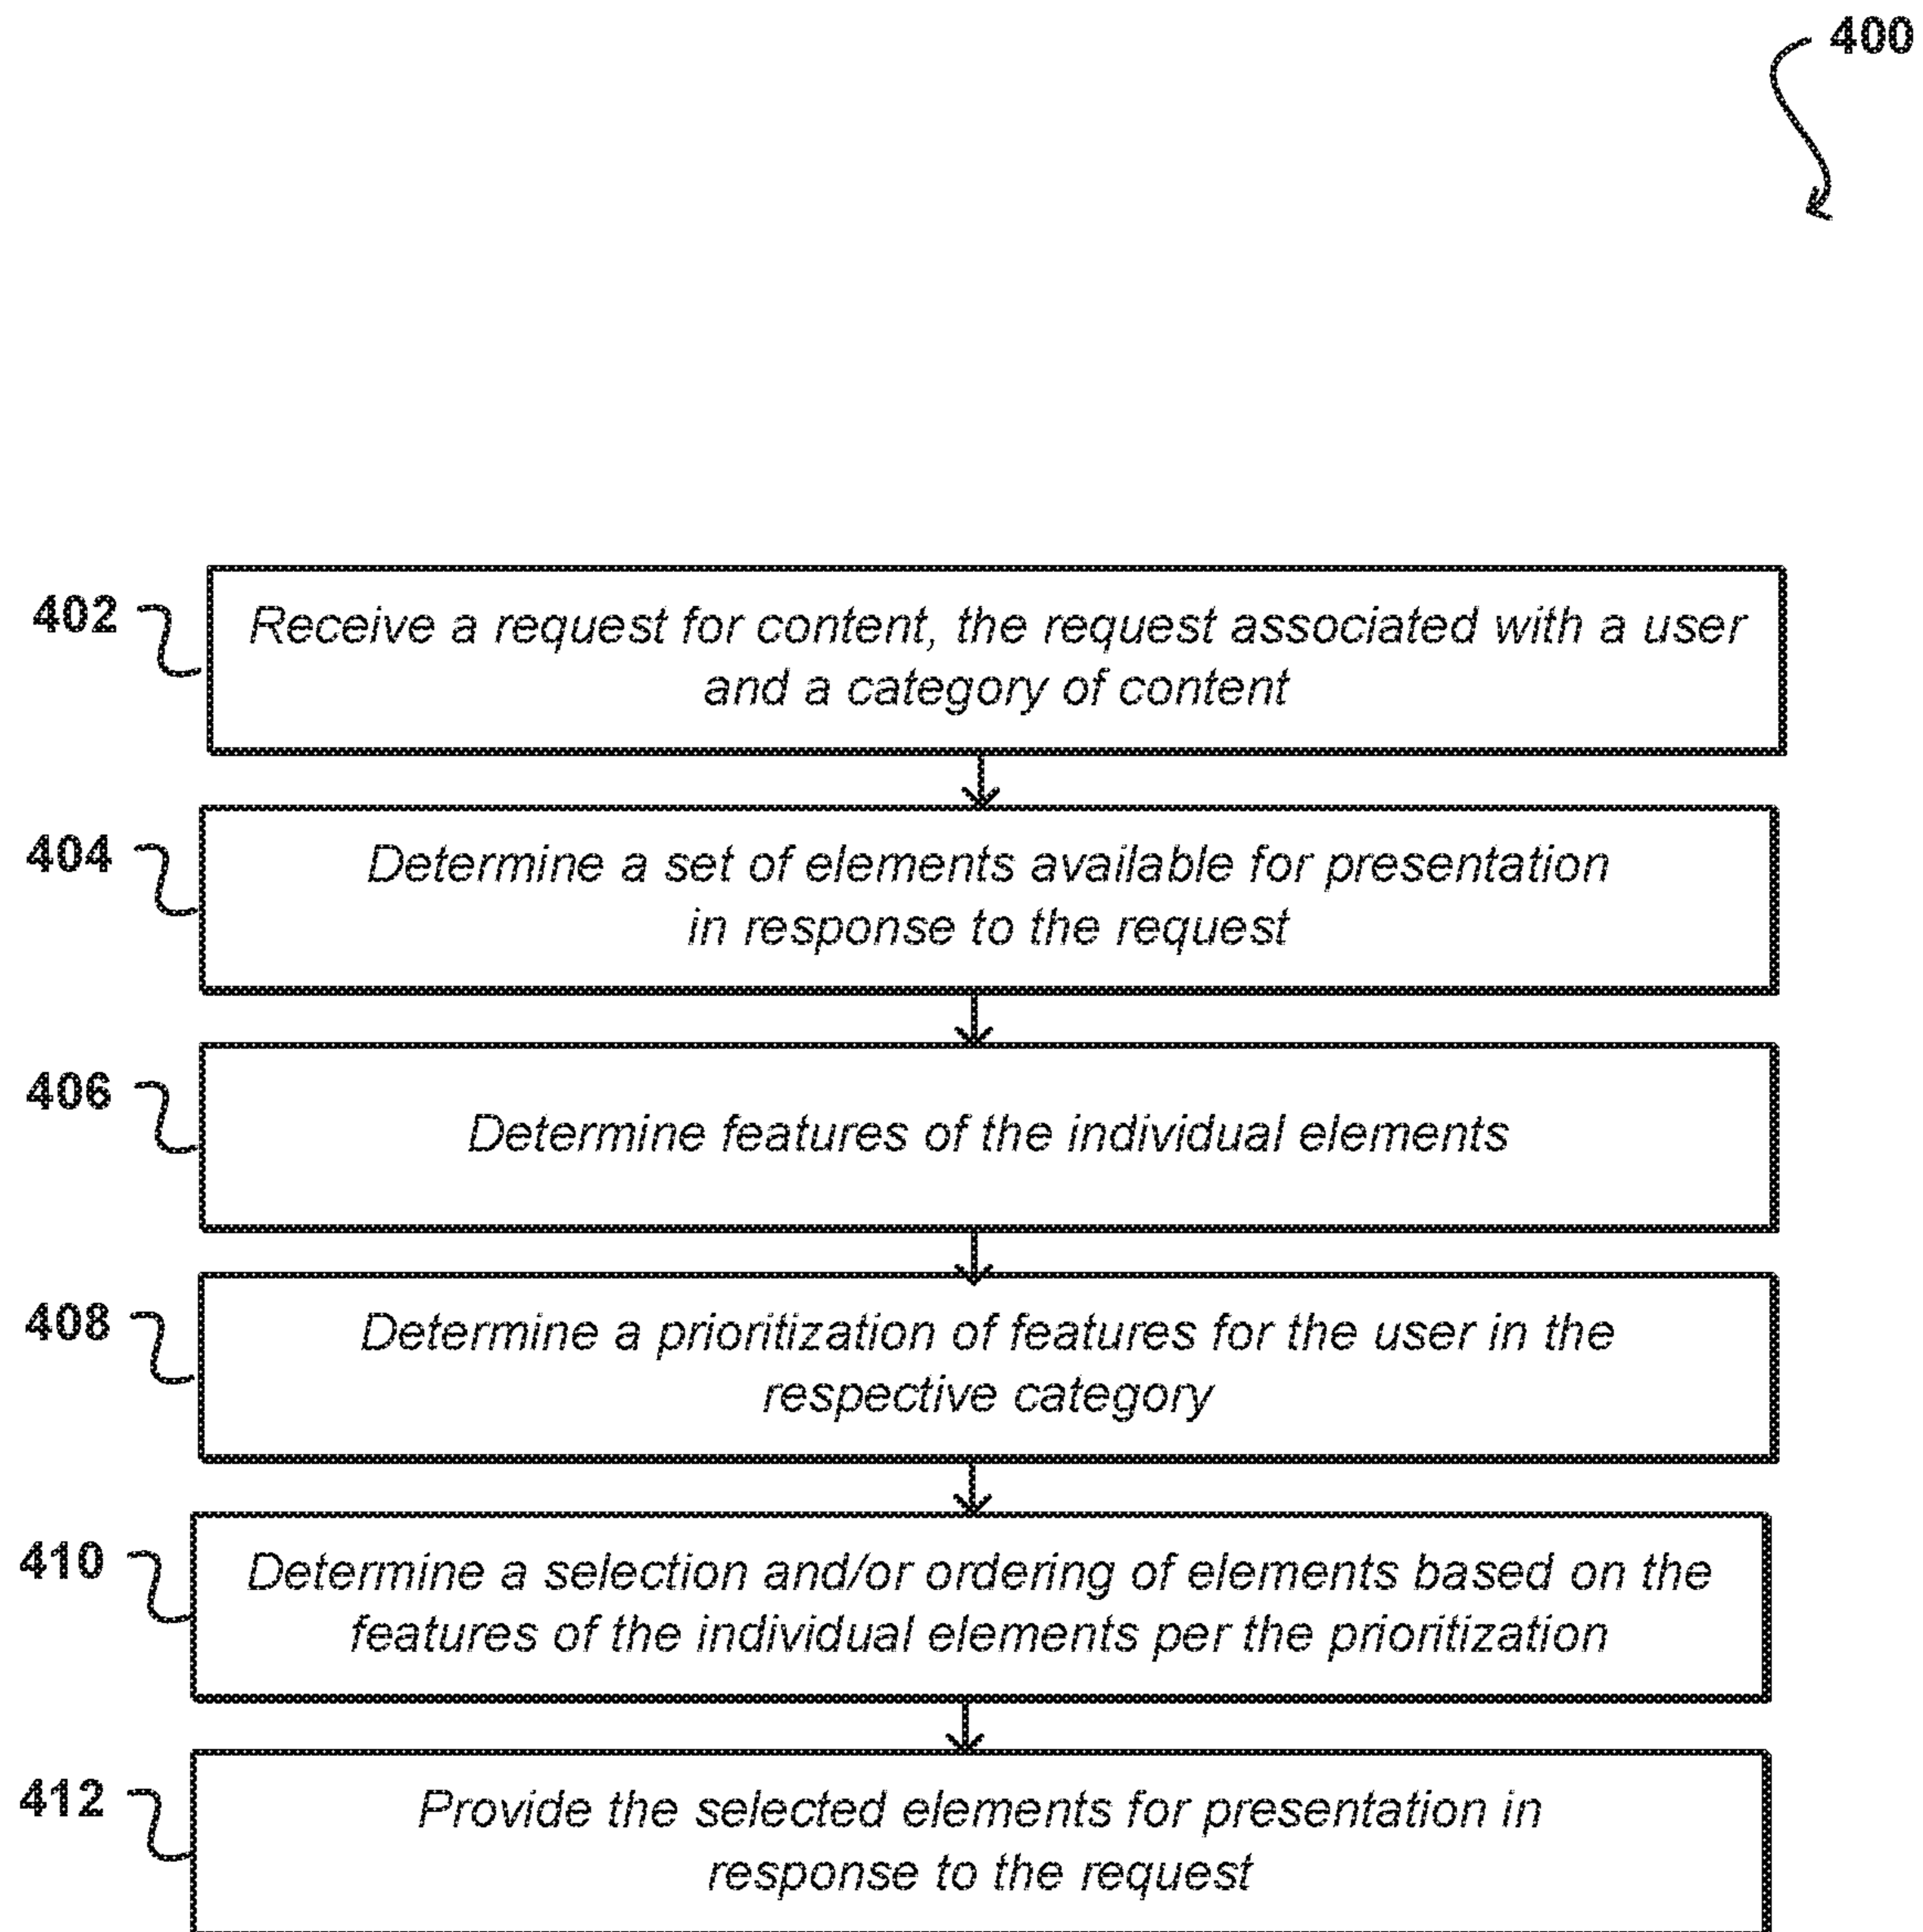 400
402
Receive a request for content, the request associated with a user
and a category of content
404
Determine a set of elements available for presentation
in response to the request
406
Determine features of the individual elements
408
Determine a prioritization of features for the user in the
respective category
410
Determine a selection and/or ordering of elements based on the
features of the individual elements per the prioritization
412
Provide the selected elements for presentation in
response to the request